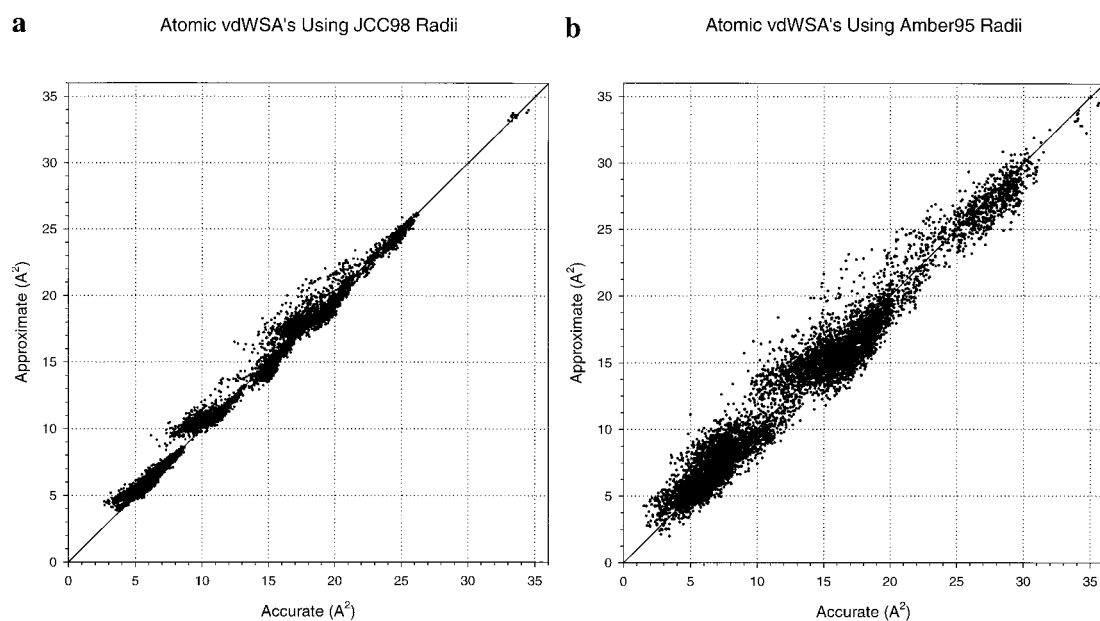 a
Atomic vdWSA's Using JCC98 Radii
35
30
25
20
15
10
5
0
Approximate (A²)
0 5 10 15 20 25 30 35
Accurate (A²)
b
Atomic vdWSA's Using Amber95 Radii
35
30
25
20
15
10
5
0
Approximate (A²)
0 5 10 15 20 25 30 35
Accurate (A²)